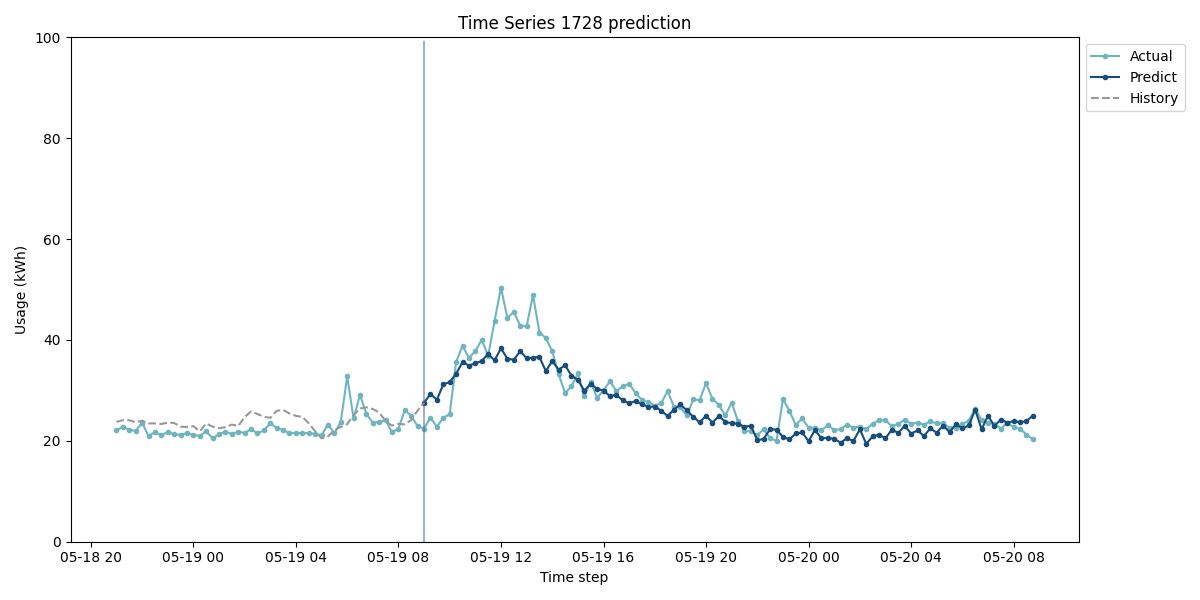 Time Series 1728 prediction
100
80
60
40
20
0
Usage (kWh)
05-18 20
05-19 00
05-19 04
05-19 08
05-19 12
05-19 16
05-19 20
05-20 00
05-20 04
05-20 08
Time step
Actual
Predict
History